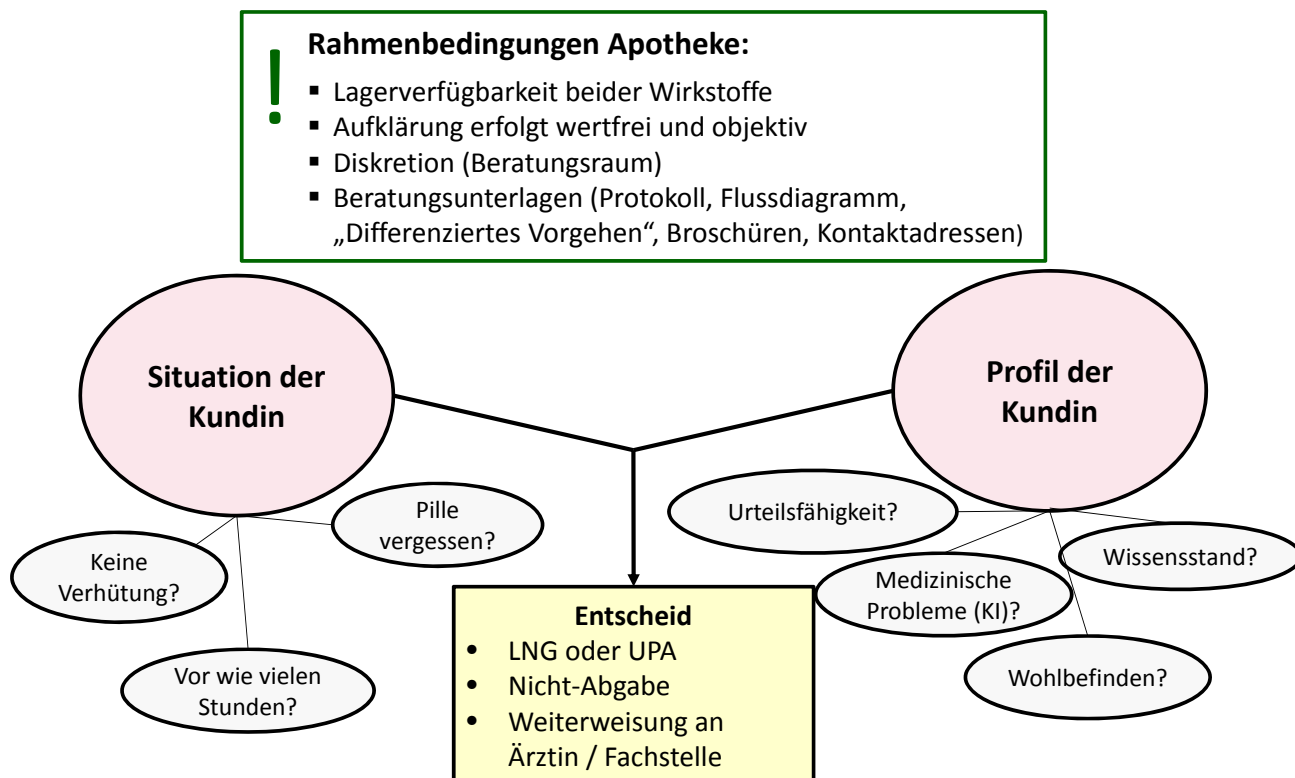 !
Rahmenbedingungen Apotheke:
▪ Lagerverfügbarkeit beider Wirkstoffe
▪ Aufklärung erfolgt wertfrei und objektiv
▪ Diskretion (Beratungsraum)
▪ Beratungsunterlagen (Protokoll, Flussdiagramm,
„Differenziertes Vorgehen“, Broschüren, Kontaktadressen)
Situation der
Kundin
Profil der
Kundin
Keine
Verhütung?
Pille
vergessen?
Vor wie vielen
Stunden?
Urteilsfähigkeit?
Medizinische
Probleme (KI)?
Wissensstand?
Wohlbefinden?
Entscheid
• LNG oder UPA
• Nicht-Abgabe
• Weiterweisung an
Ärztin / Fachstelle